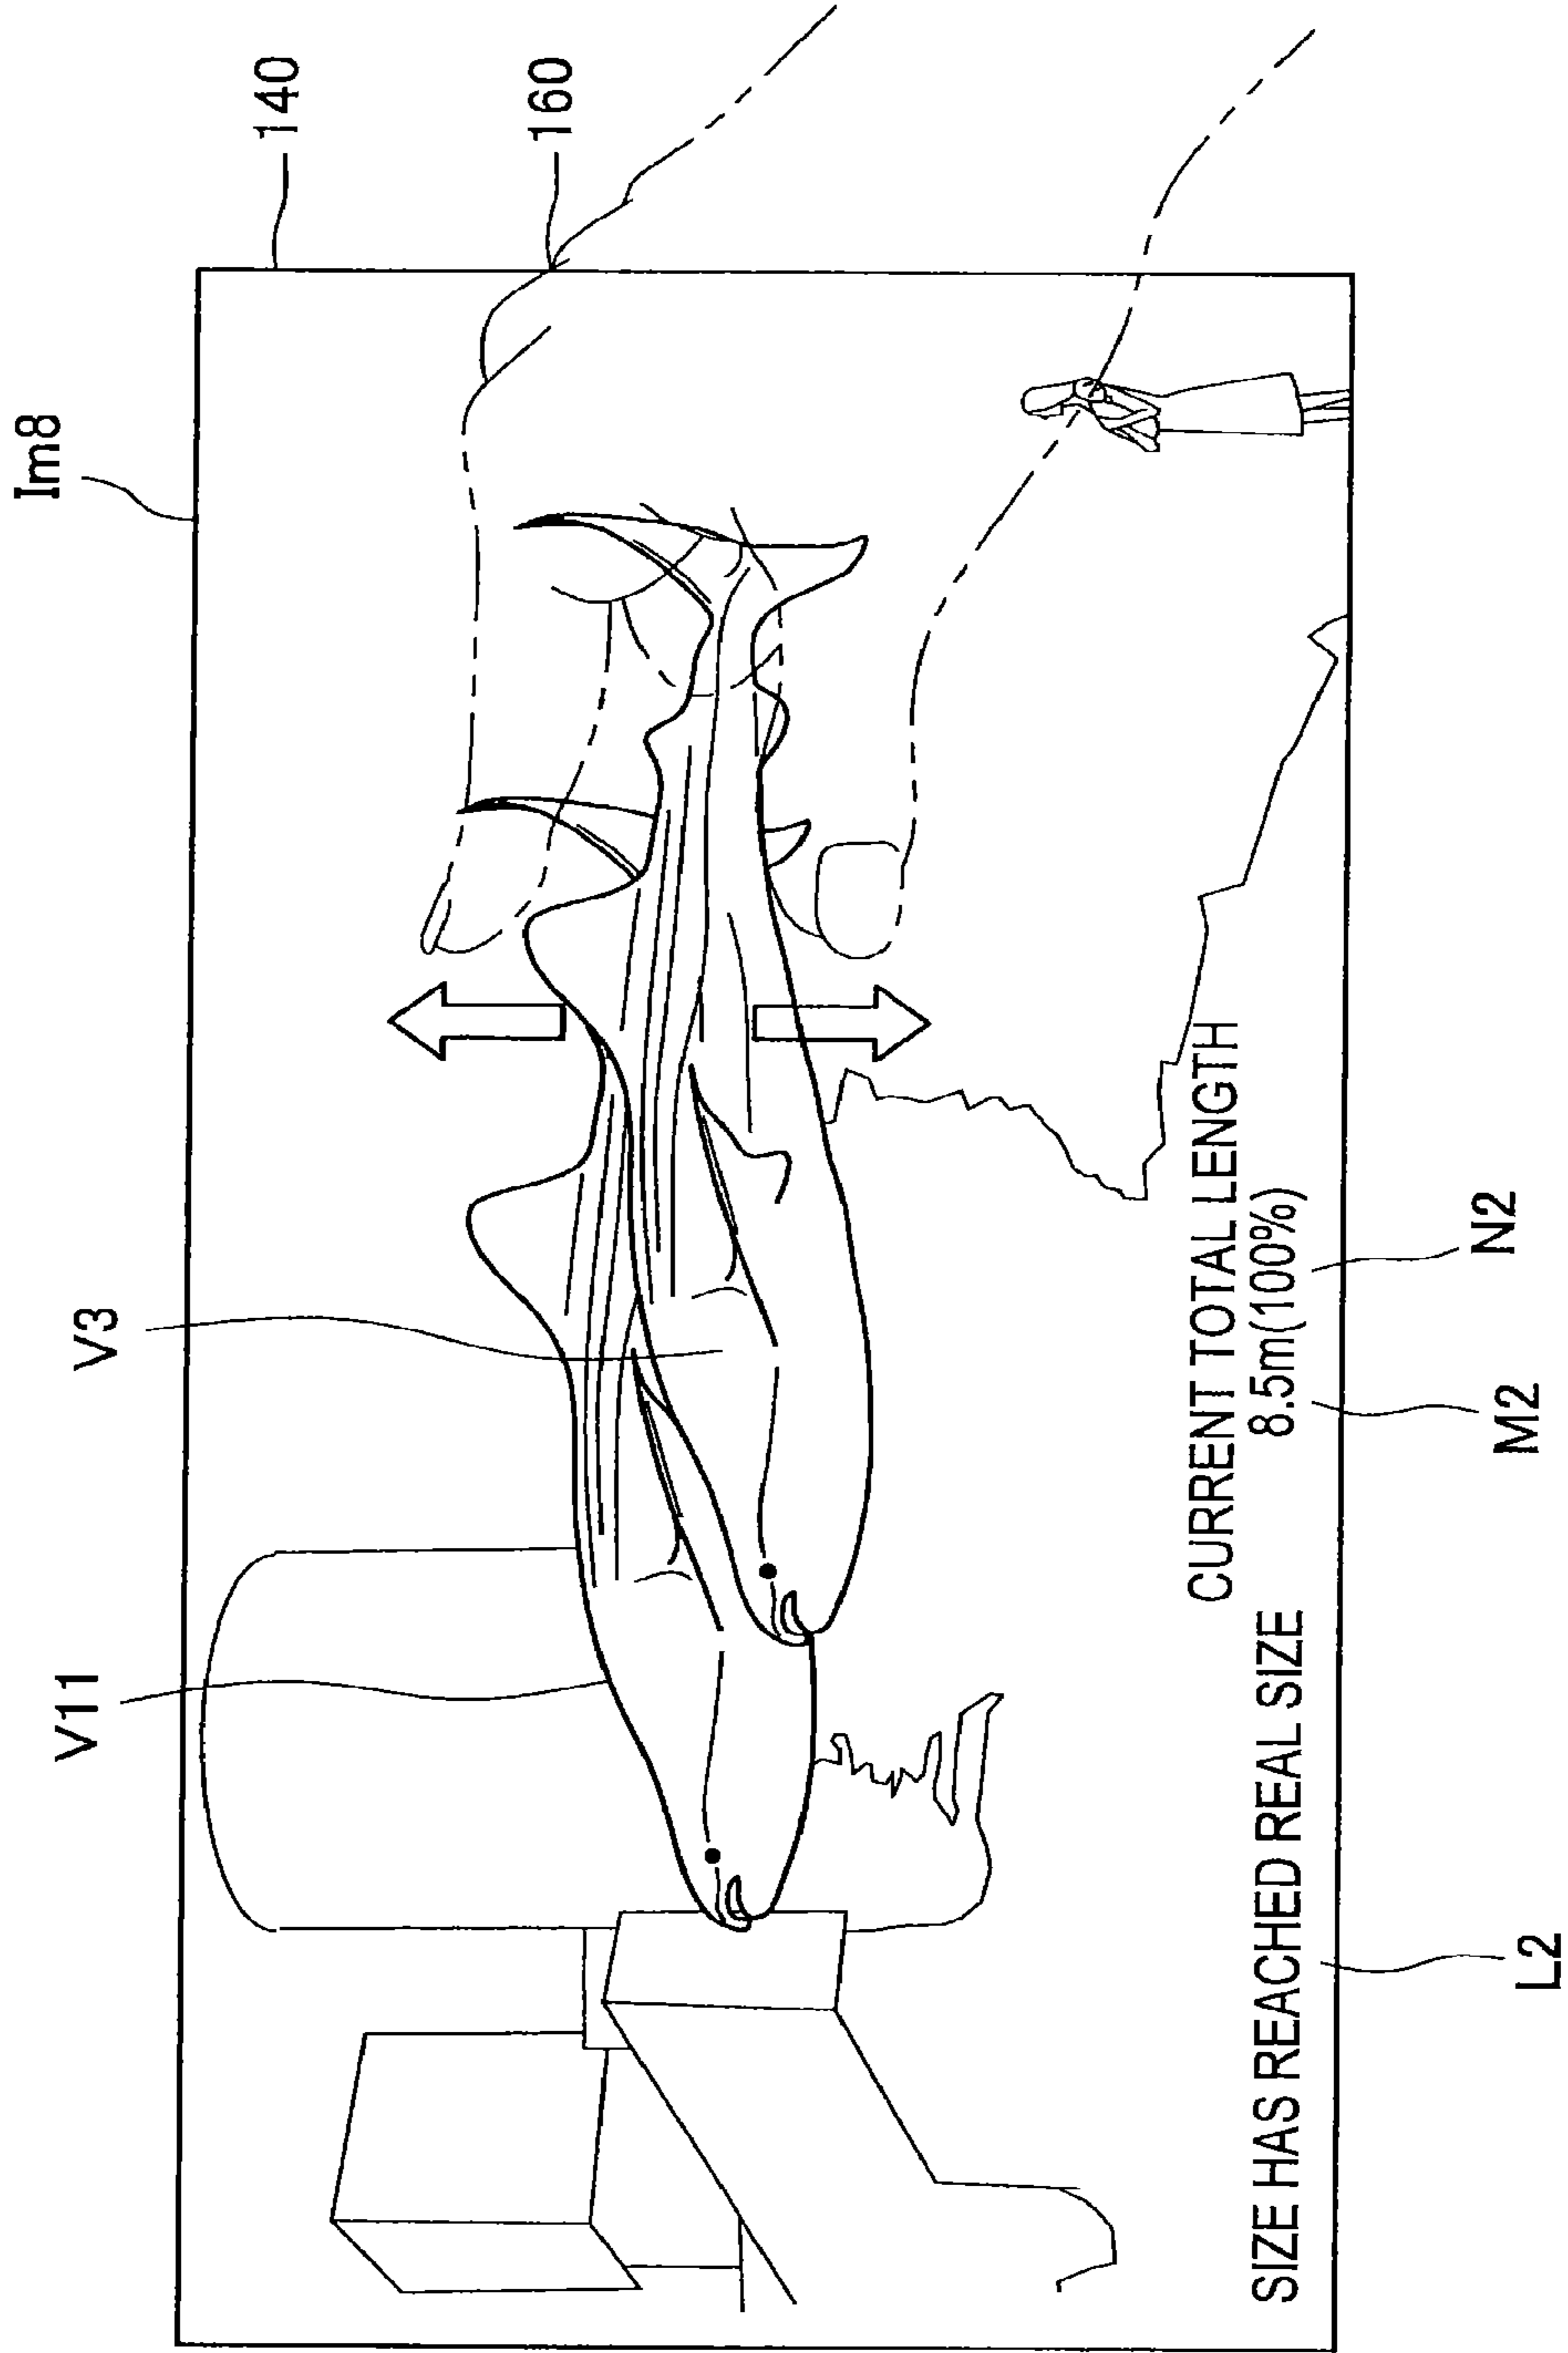 Im8
140
160
V11
V3
SIZE HAS REACHED REAL SIZE
CURRENT TOTAL LENGTH
8.5m(100%)
L2
M2
N2